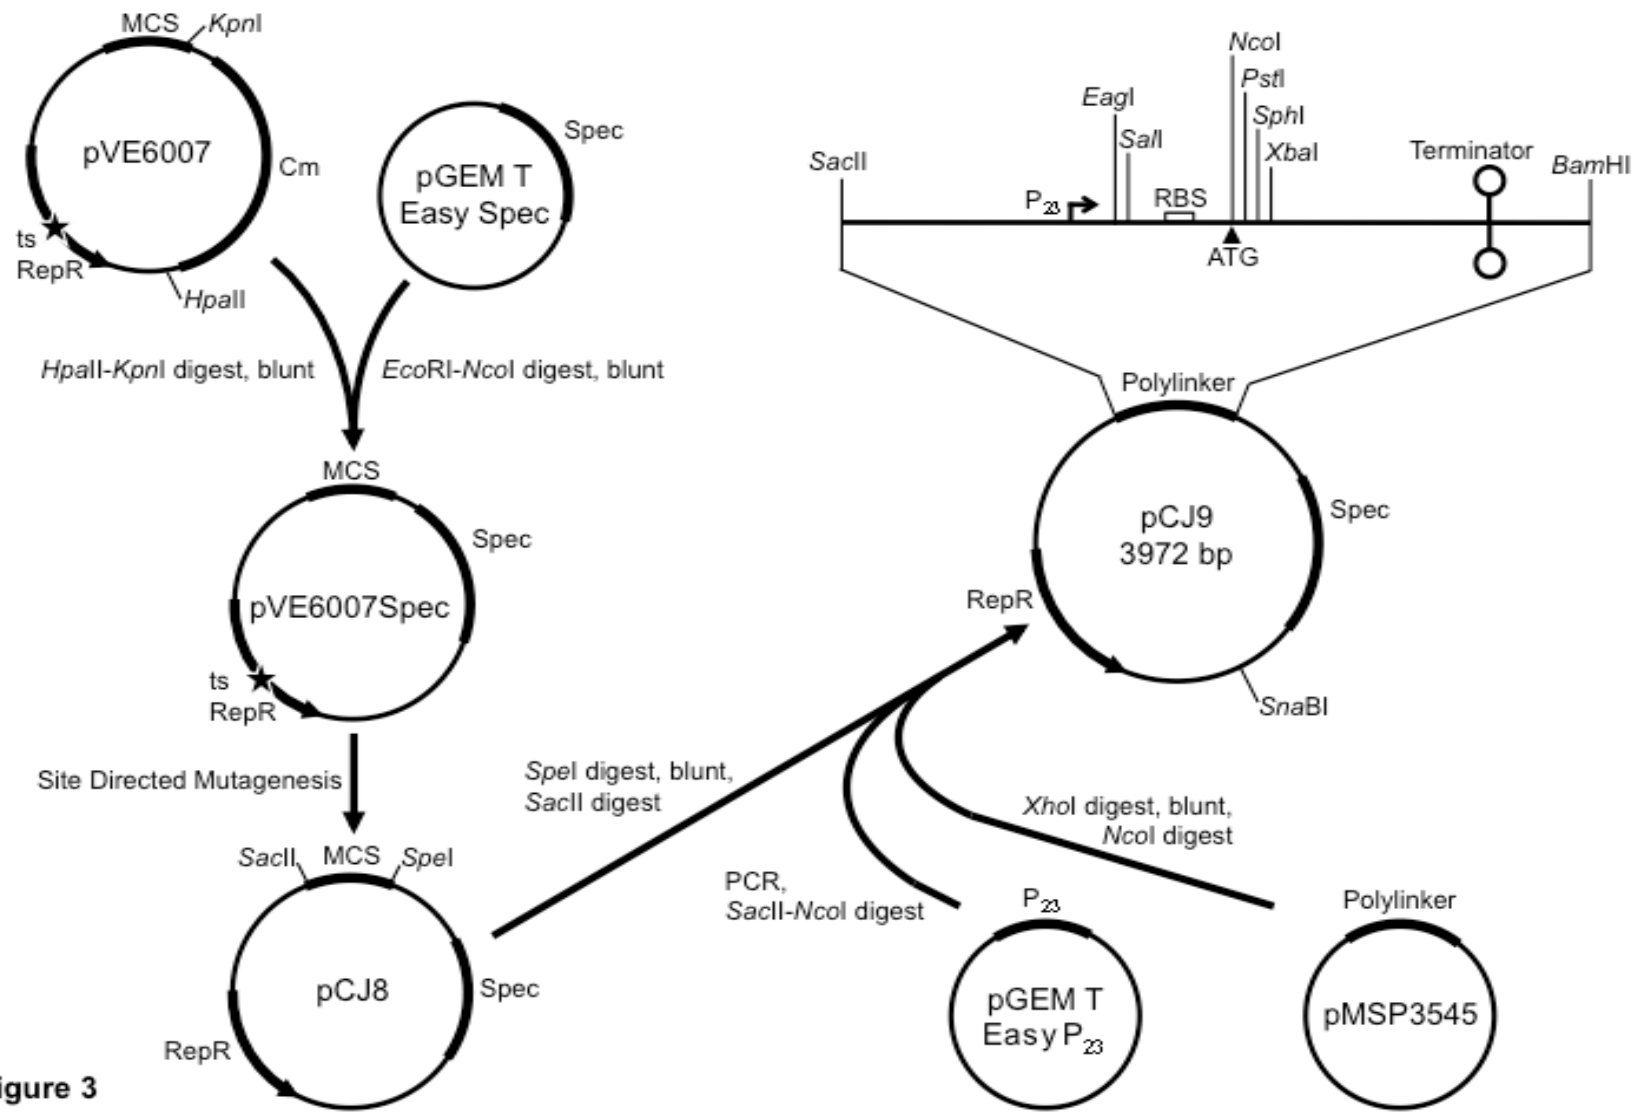 MCS
KpnI
pVE6007
Cm
ts
RepR
HpaII
pGEM T
Easy Spec
Spec
HpaII-KpnI digest, blunt
EcoRI-NcoI digest, blunt
MCS
Spec
pVE6007Spec
ts
RepR
Site Directed Mutagenesis
SacII
MCS
SpeI
pCJ8
Spec
RepR
SpeI digest, blunt,
SacII digest
PCR,
SacII-NcoI digest
XhoI digest, blunt,
NcoI digest
P23
pGEM T
Easy P23
Polylinker
pMSP3545
SacII
P23
EagI
SalI
RBS
NcoI
PstI
SphI
XbaI
ATG
Terminator
BamHI
Polylinker
pCJ9
3972 bp
Spec
RepR
SnaBI
igure 3